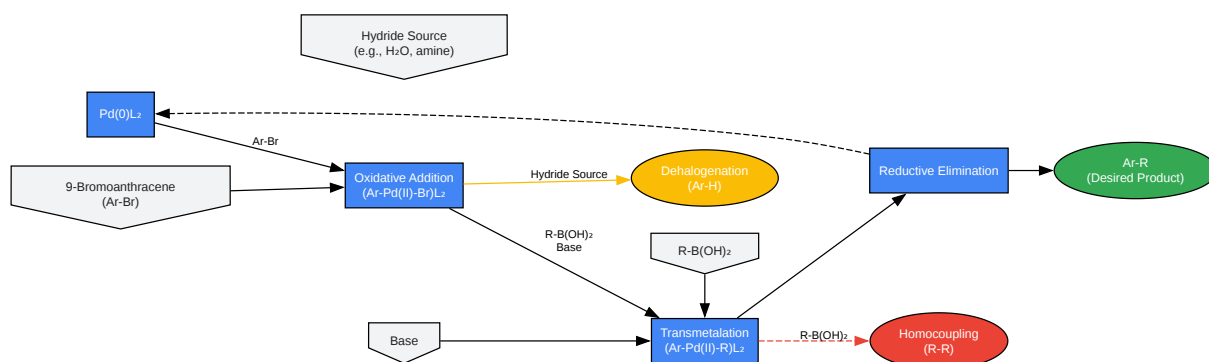 Hydride Source
(e.g., H₂O, amine)
Pd(0)L₂
Ar-Br
9-Bromoanthracene
(Ar-Br)
Oxidative Addition
(Ar-Pd(II)-Br)L₂
Hydride Source
Dehalogenation
(Ar-H)
Reductive Elimination
Ar-R
(Desired Product)
R-B(OH)₂
Base
R-B(OH)₂
Base
Transmetalation
(Ar-Pd(II)-R)L₂
R-B(OH)₂
Homocoupling
(R-R)